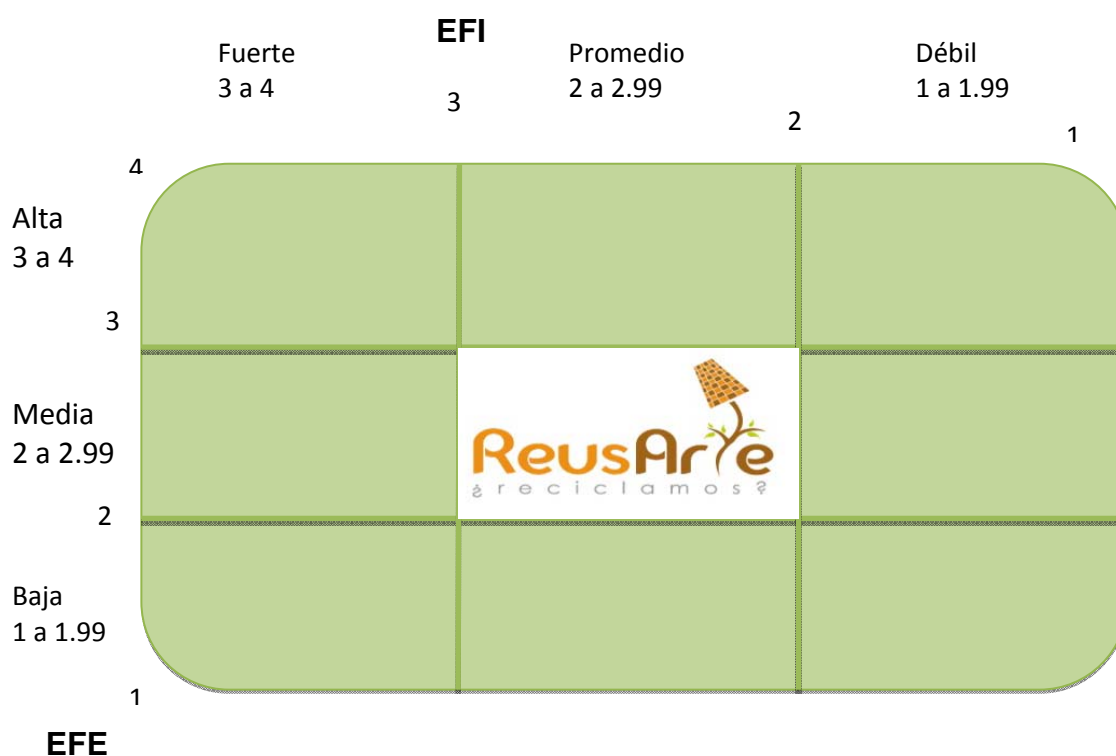 EFI
Fuerte
3 a 4
Promedio
2 a 2.99
Débil
1 a 1.99
3
2
1
4
Alta
3 a 4
3
Media
2 a 2.99
ReusArte
¿reciclamos?
2
Baja
1 a 1.99
1
EFE